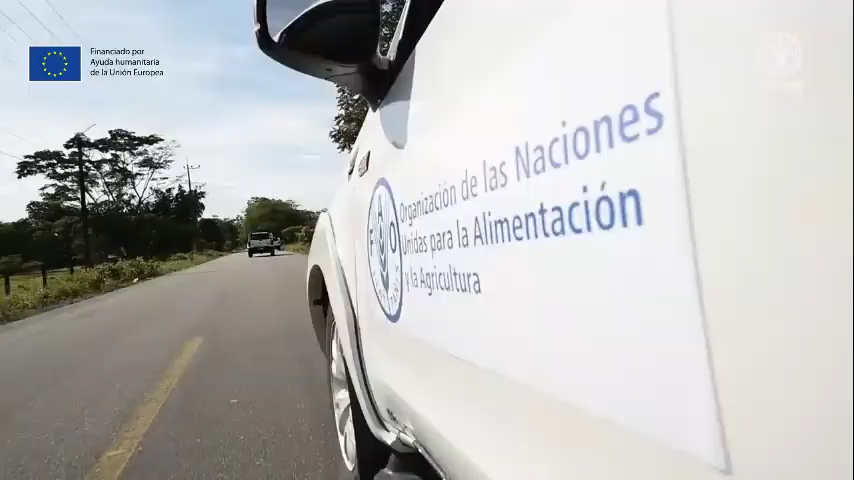 Financiado por
Ayuda humanitaria
de la Unión Europea
Organización de las Naciones
Unidas para la Alimentación
y la Agricultura
F A O